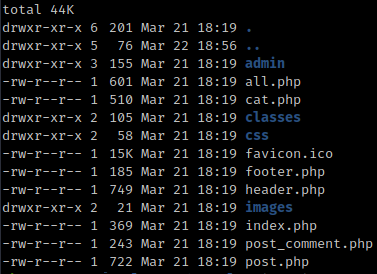 total 44K
drwxr-xr-x 6 201 Mar 21 18:19 .
drwxr-xr-x 5 76 Mar 22 18:56 ..
drwxr-xr-x 3 155 Mar 21 18:19 admin
-rw-r--r-- 1 601 Mar 21 18:19 all.php
-rw-r--r-- 1 510 Mar 21 18:19 cat.php
drwxr-xr-x 2 105 Mar 21 18:19 classes
drwxr-xr-x 2 58 Mar 21 18:19 css
-rw-r--r-- 1 15K Mar 21 18:19 favicon.ico
-rw-r--r-- 1 185 Mar 21 18:19 footer.php
-rw-r--r-- 1 749 Mar 21 18:19 header.php
drwxr-xr-x 2 21 Mar 21 18:19 images
-rw-r--r-- 1 369 Mar 21 18:19 index.php
-rw-r--r-- 1 243 Mar 21 18:19 post_comment.php
-rw-r--r-- 1 722 Mar 21 18:19 post.php